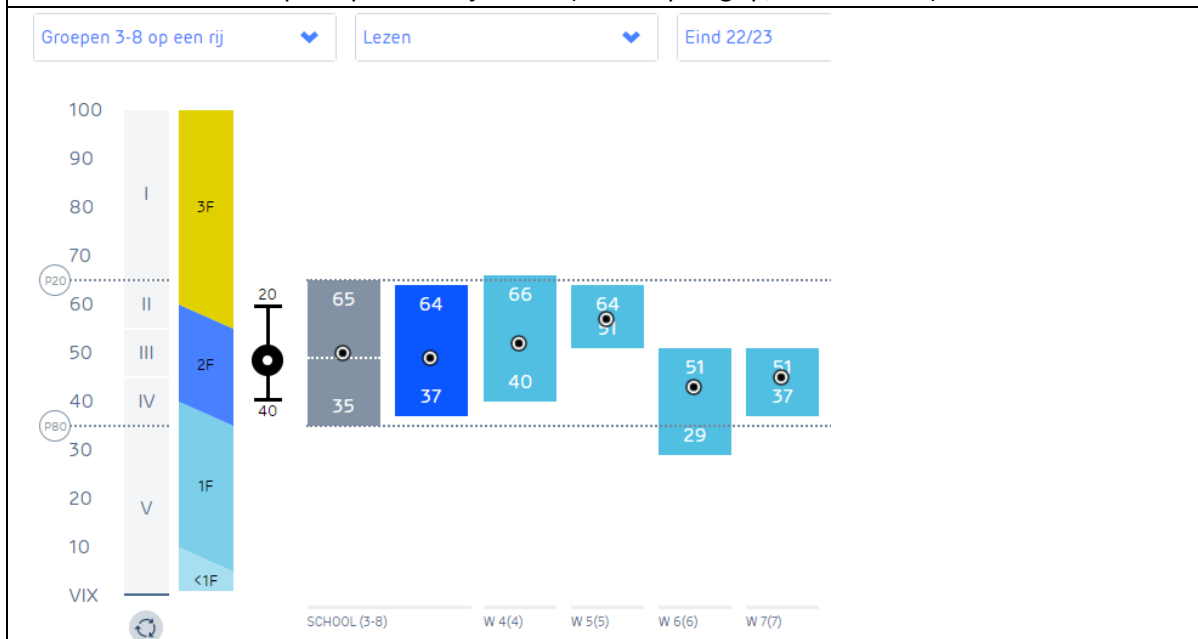 Groepen 3-8 op een rij
Lezen
Eind 22/23
100
90
80
70
60
50
40
30
20
10
VIX
P20
P80
I
II
III
IV
V
3F
2F
1F
<1F
20
40
65
35
64
37
66
40
64
51
51
29
51
37
SCHOOL (3-8)
W 4(4)
W 5(5)
W 6(6)
W 7(7)